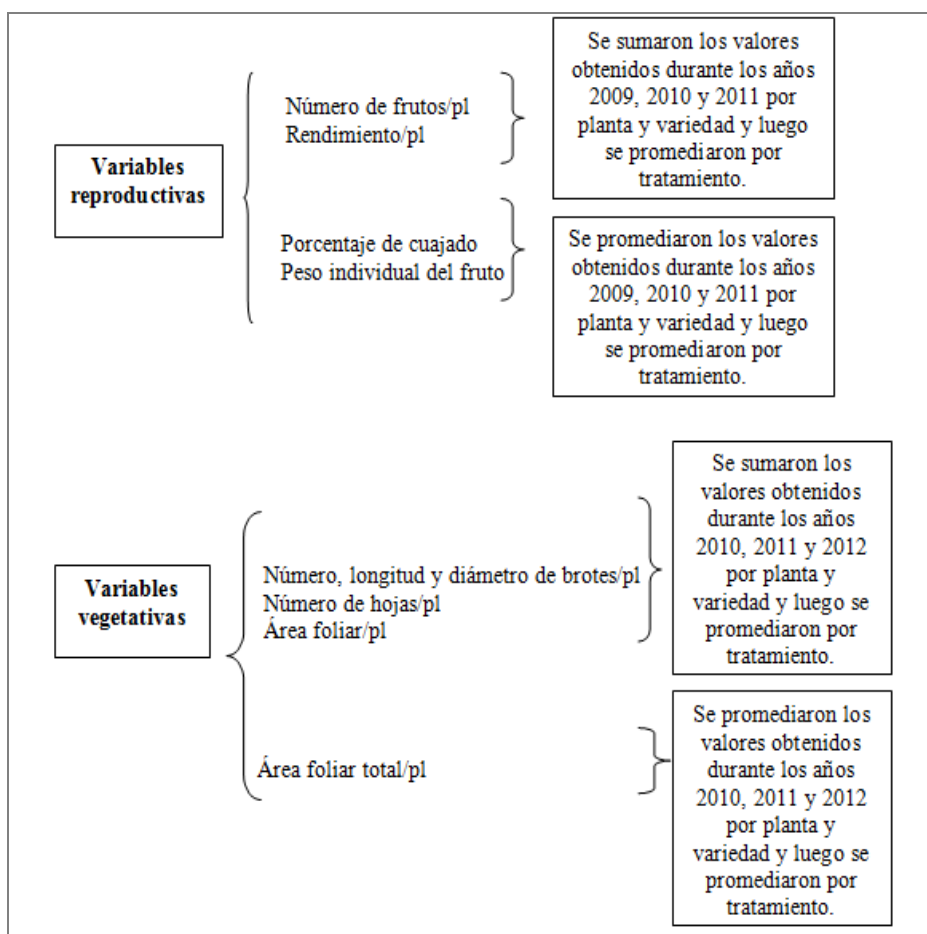 Variables
reproductivas
Número de frutos/pl
Rendimiento/pl
Se sumaron los valores
obtenidos durante los años
2009, 2010 y 2011 por
planta y variedad y luego
se promediaron por
tratamiento.
Porcentaje de cuajado
Peso individual del fruto
Se promediaron los valores
obtenidos durante los años
2009, 2010 y 2011 por
planta y variedad y luego
se promediaron por
tratamiento.
Variables
vegetativas
Número, longitud y diámetro de brotes/pl
Número de hojas/pl
Área foliar/pl
Se sumaron los
valores obtenidos
durante los años
2010, 2011 y 2012
por planta y
variedad y luego se
promediaron por
tratamiento.
Área foliar total/pl
Se promediaron los
valores obtenidos
durante los años
2010, 2011 y 2012
por planta y
variedad y luego se
promediaron por
tratamiento.